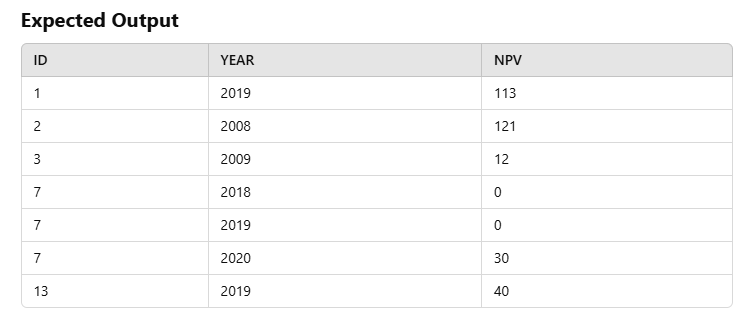 Expected Output
ID YEAR NPV
1 2019 113
2 2008 121
3 2009 12
7 2018 0
7 2019 0
7 2020 30
13 2019 40